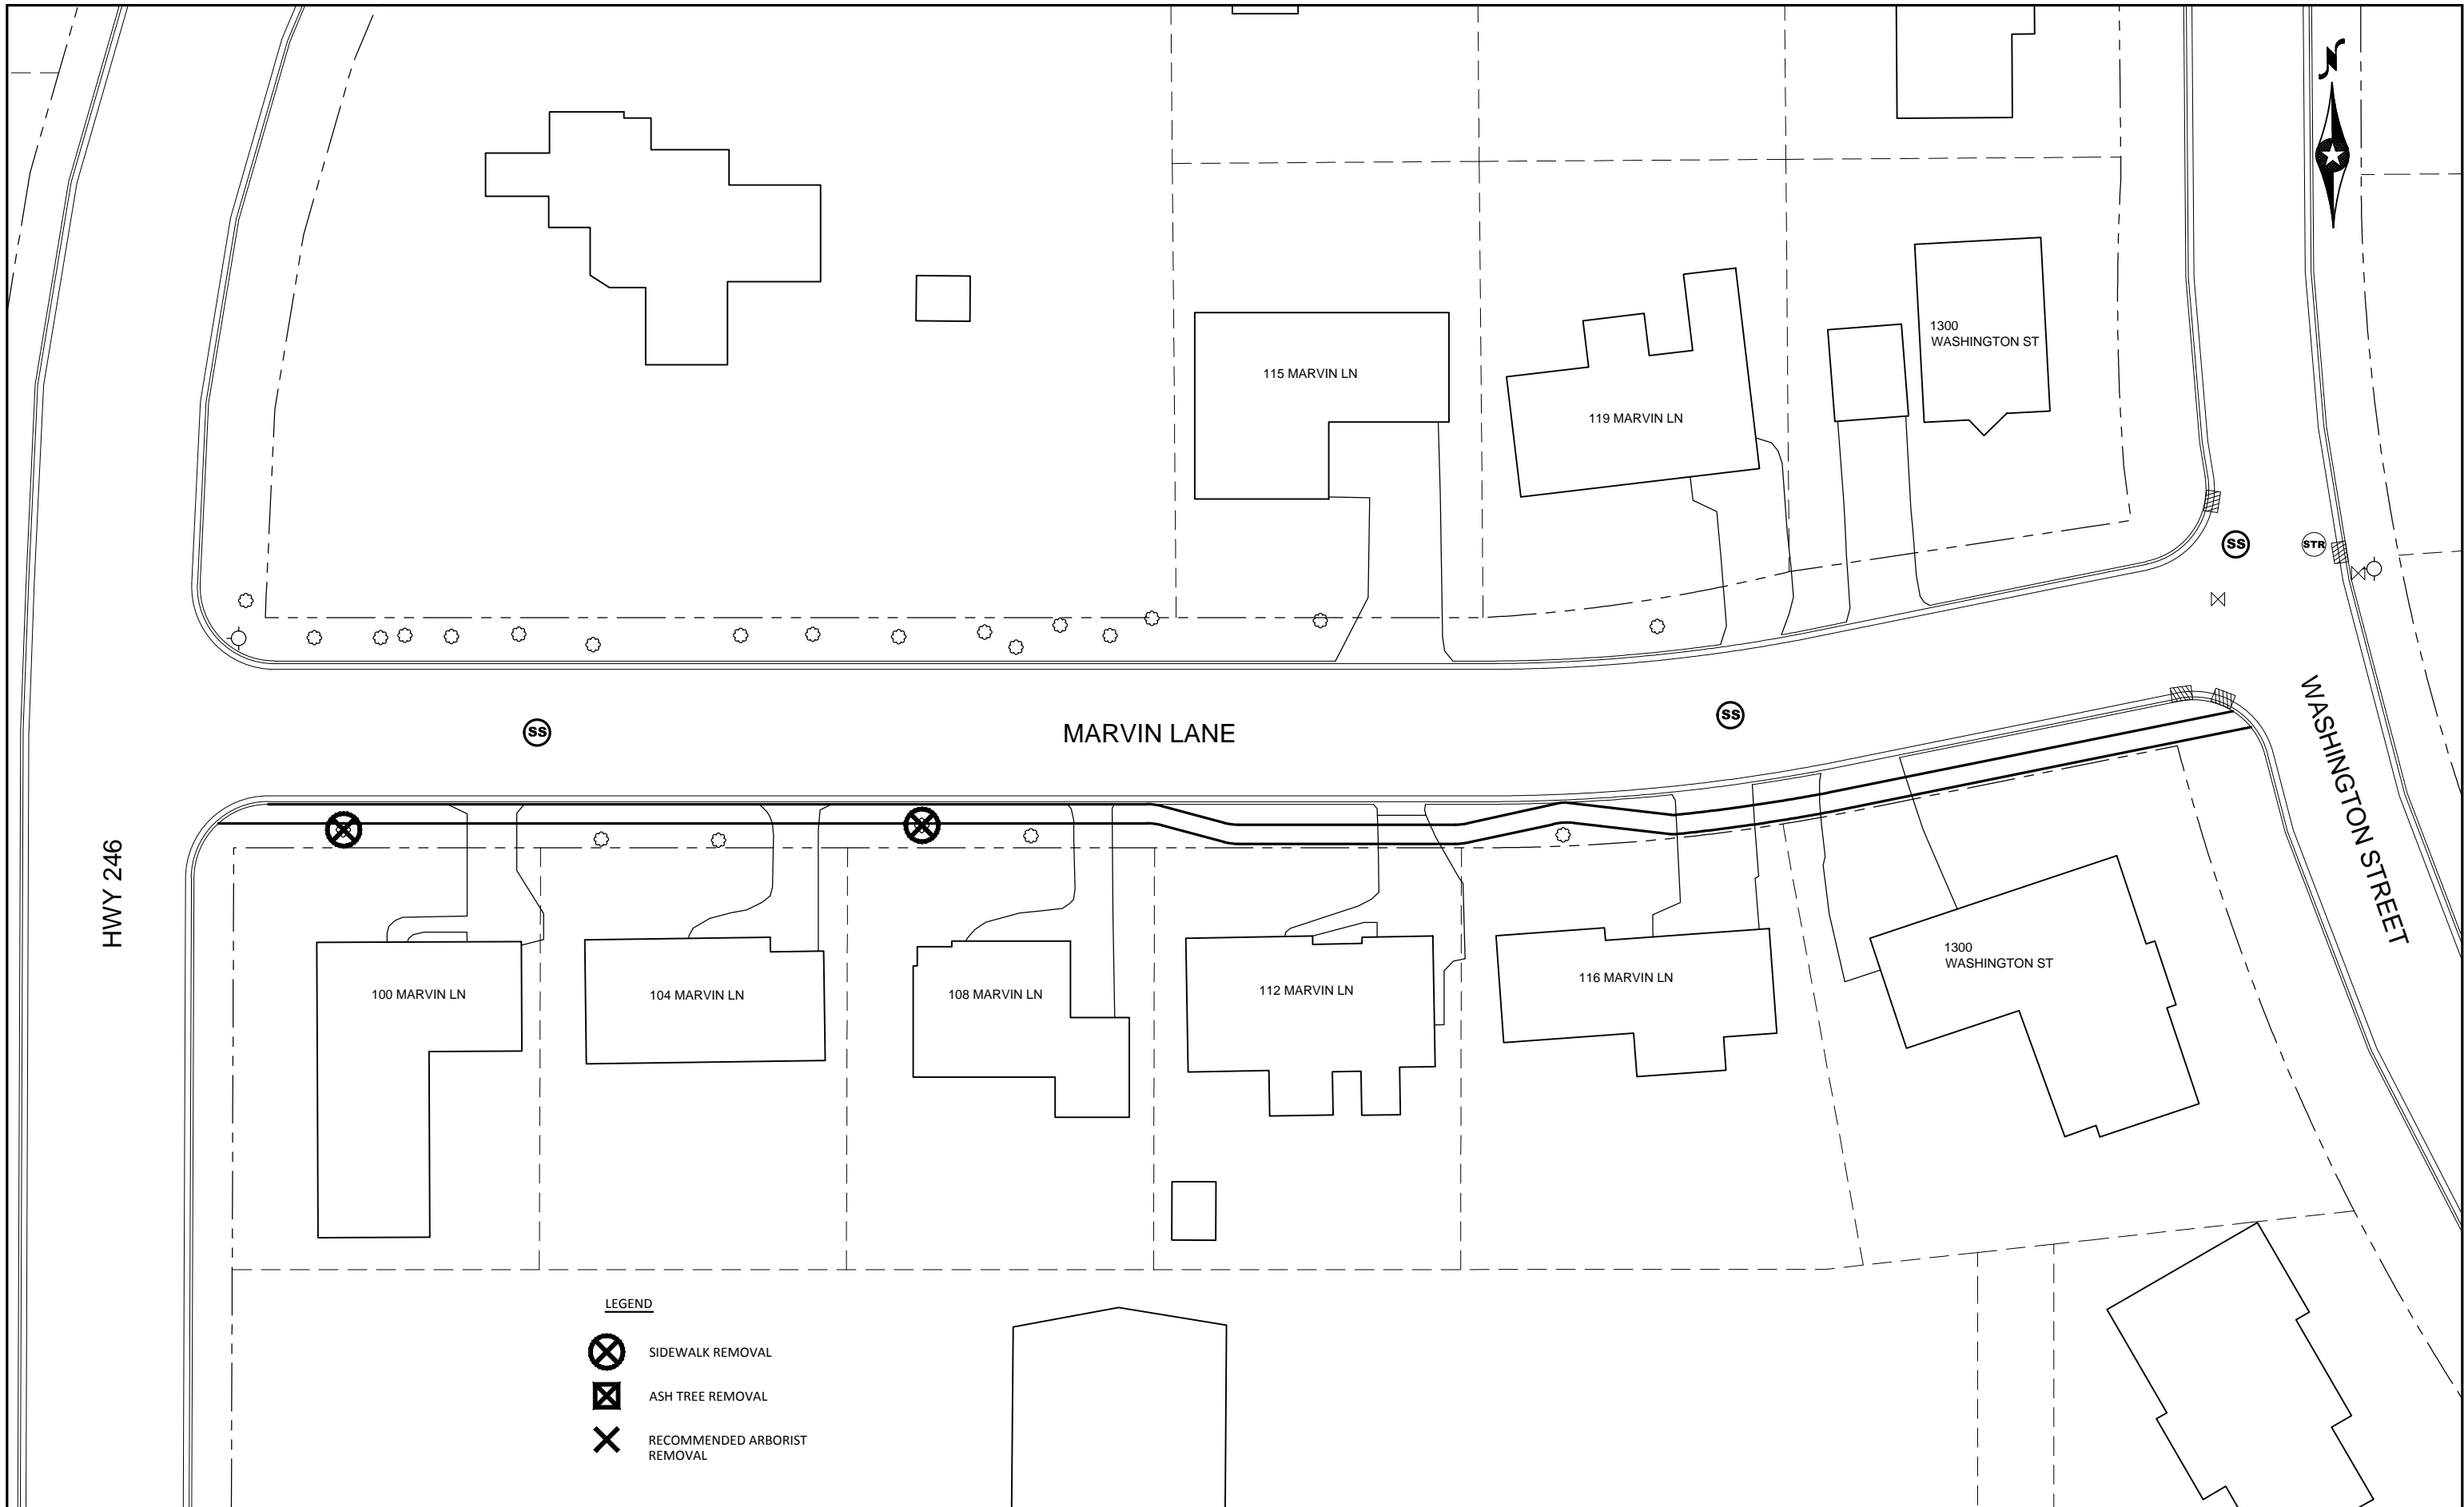 N
1300
WASHINGTON ST
115 MARVIN LN
119 MARVIN LN
SS
STR
SS
MARVIN LANE
SS
WASHINGTON STREET
HWY 246
100 MARVIN LN
104 MARVIN LN
108 MARVIN LN
112 MARVIN LN
116 MARVIN LN
1300
WASHINGTON ST
LEGEND
SIDEWALK REMOVAL
ASH TREE REMOVAL
RECOMMENDED ARBORIST
REMOVAL